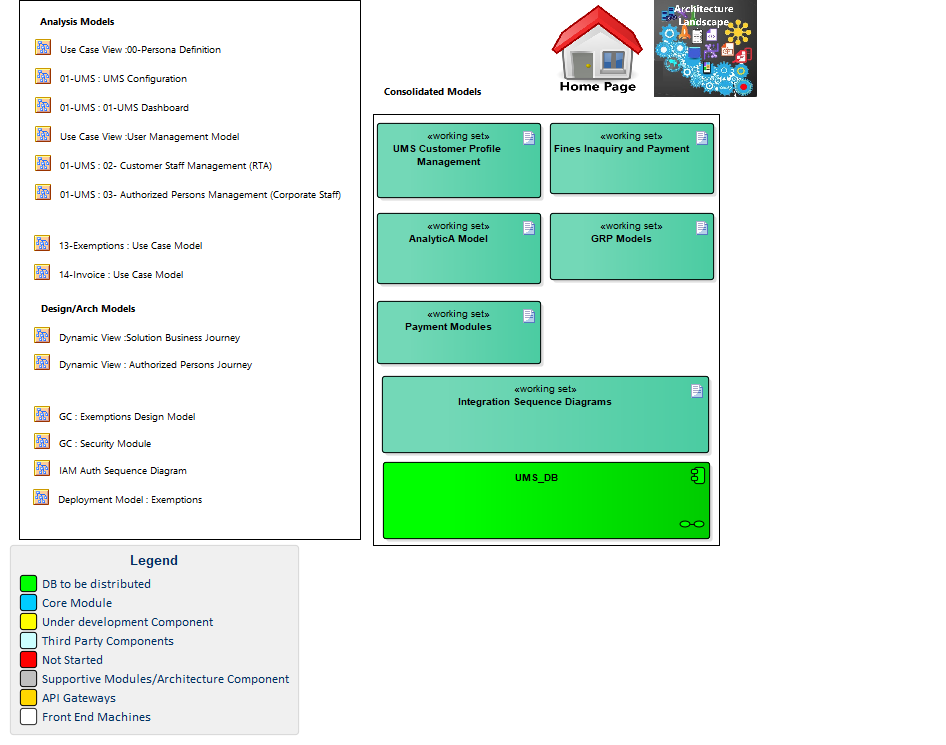 Analysis Models
Use Case View :00-Persona Definition
01-UMS : UMS Configuration
01-UMS : 01-UMS Dashboard
Use Case View :User Management Model
01-UMS : 02- Customer Staff Management (RTA)
01-UMS : 03- Authorized Persons Management (Corporate Staff)
13-Exemptions : Use Case Model
14-Invoice : Use Case Model
Design/Arch Models
Dynamic View :Solution Business Journey
Dynamic View : Authorized Persons Journey
GC : Exemptions Design Model
GC : Security Module
IAM Auth Sequence Diagram
Deployment Model : Exemptions
Home Page
Architecture
Landscape
Consolidated Models
«working set»
UMS Customer Profile
Management
«working set»
Fines Inaquiry and Payment
«working set»
AnalyticA Model
«working set»
GRP Models
«working set»
Payment Modules
«working set»
Integration Sequence Diagrams
UMS_DB
Legend
DB to be distributed
Core Module
Under development Component
Third Party Components
Not Started
Supportive Modules/Architecture Component
API Gateways
Front End Machines